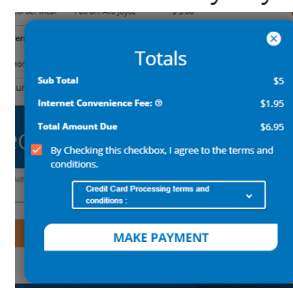 Totals
Sub Total $5
Internet Convenience Fee: $1.95
Total Amount Due $6.95
By Checking this checkbox, I agree to the terms and
conditions.
Credit Card Processing terms and
conditions :
MAKE PAYMENT